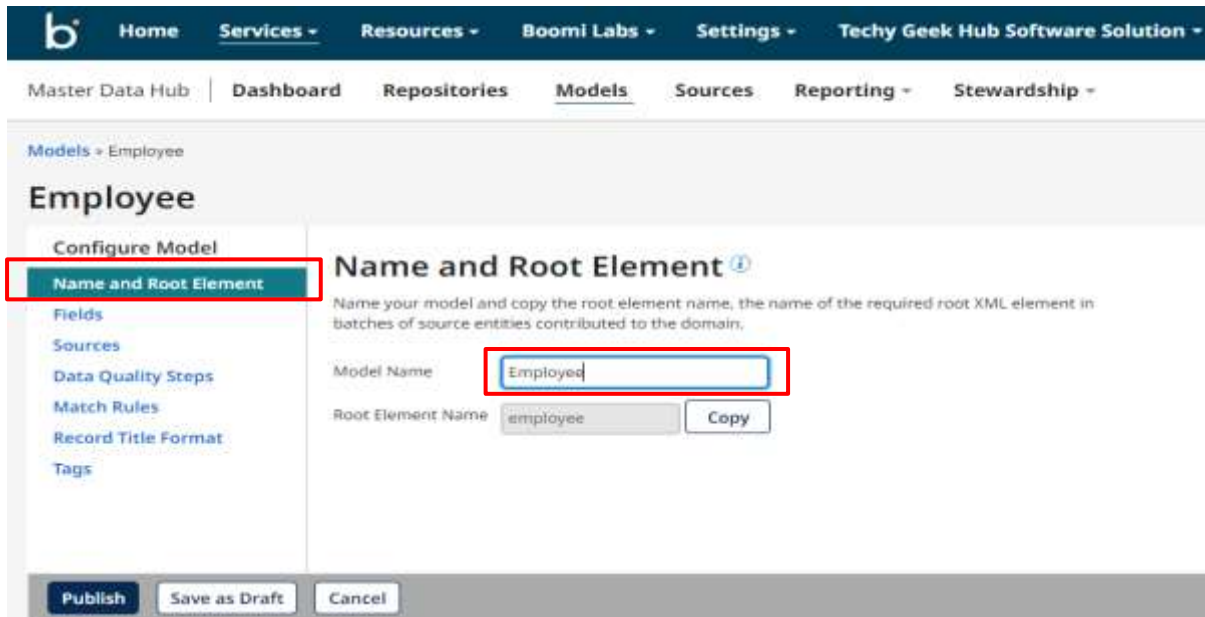 b Home Services Resources Boomi Labs Settings Techy Geek Hub Software Solution
Master Data Hub | Dashboard Repositories Models Sources Reporting Stewardship
Models » Employee
Employee
Configure Model
Name and Root Element
Fields
Sources
Data Quality Steps
Match Rules
Record Title Format
Tags
Name and Root Element
Name your model and copy the root element name, the name of the required root XML element in
batches of source entities contributed to the domain.
Model Name Employee
Root Element Name employee Copy
Publish Save as Draft Cancel